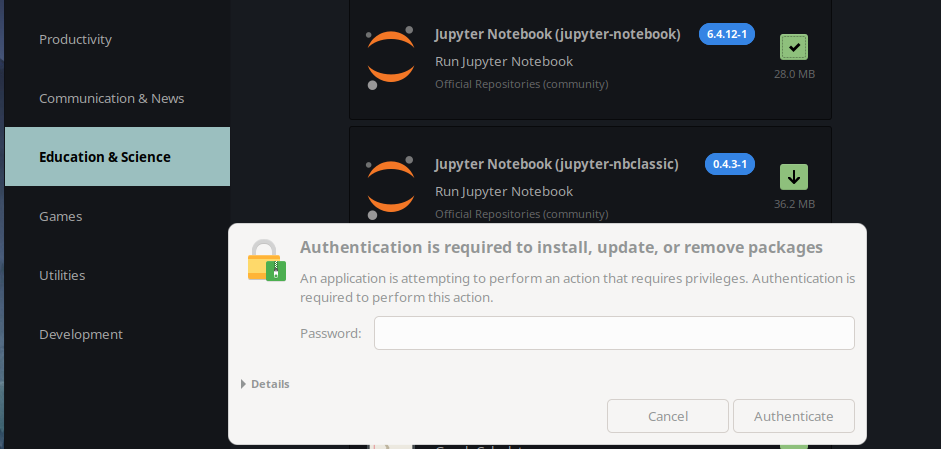 Productivity
Communication & News
Education & Science
Games
Utilities
Development
Jupyter Notebook (jupyter-notebook) 6.4.12-1
Run Jupyter Notebook
28.0 MB
Official Repositories (community)
Jupyter Notebook (jupyter-nbclassic) 0.4.3-1
Run Jupyter Notebook
36.2 MB
Official Repositories (community)
Authentication is required to install, update, or remove packages
An application is attempting to perform an action that requires privileges. Authentication is
required to perform this action.
Password:
Details
Cancel Authenticate